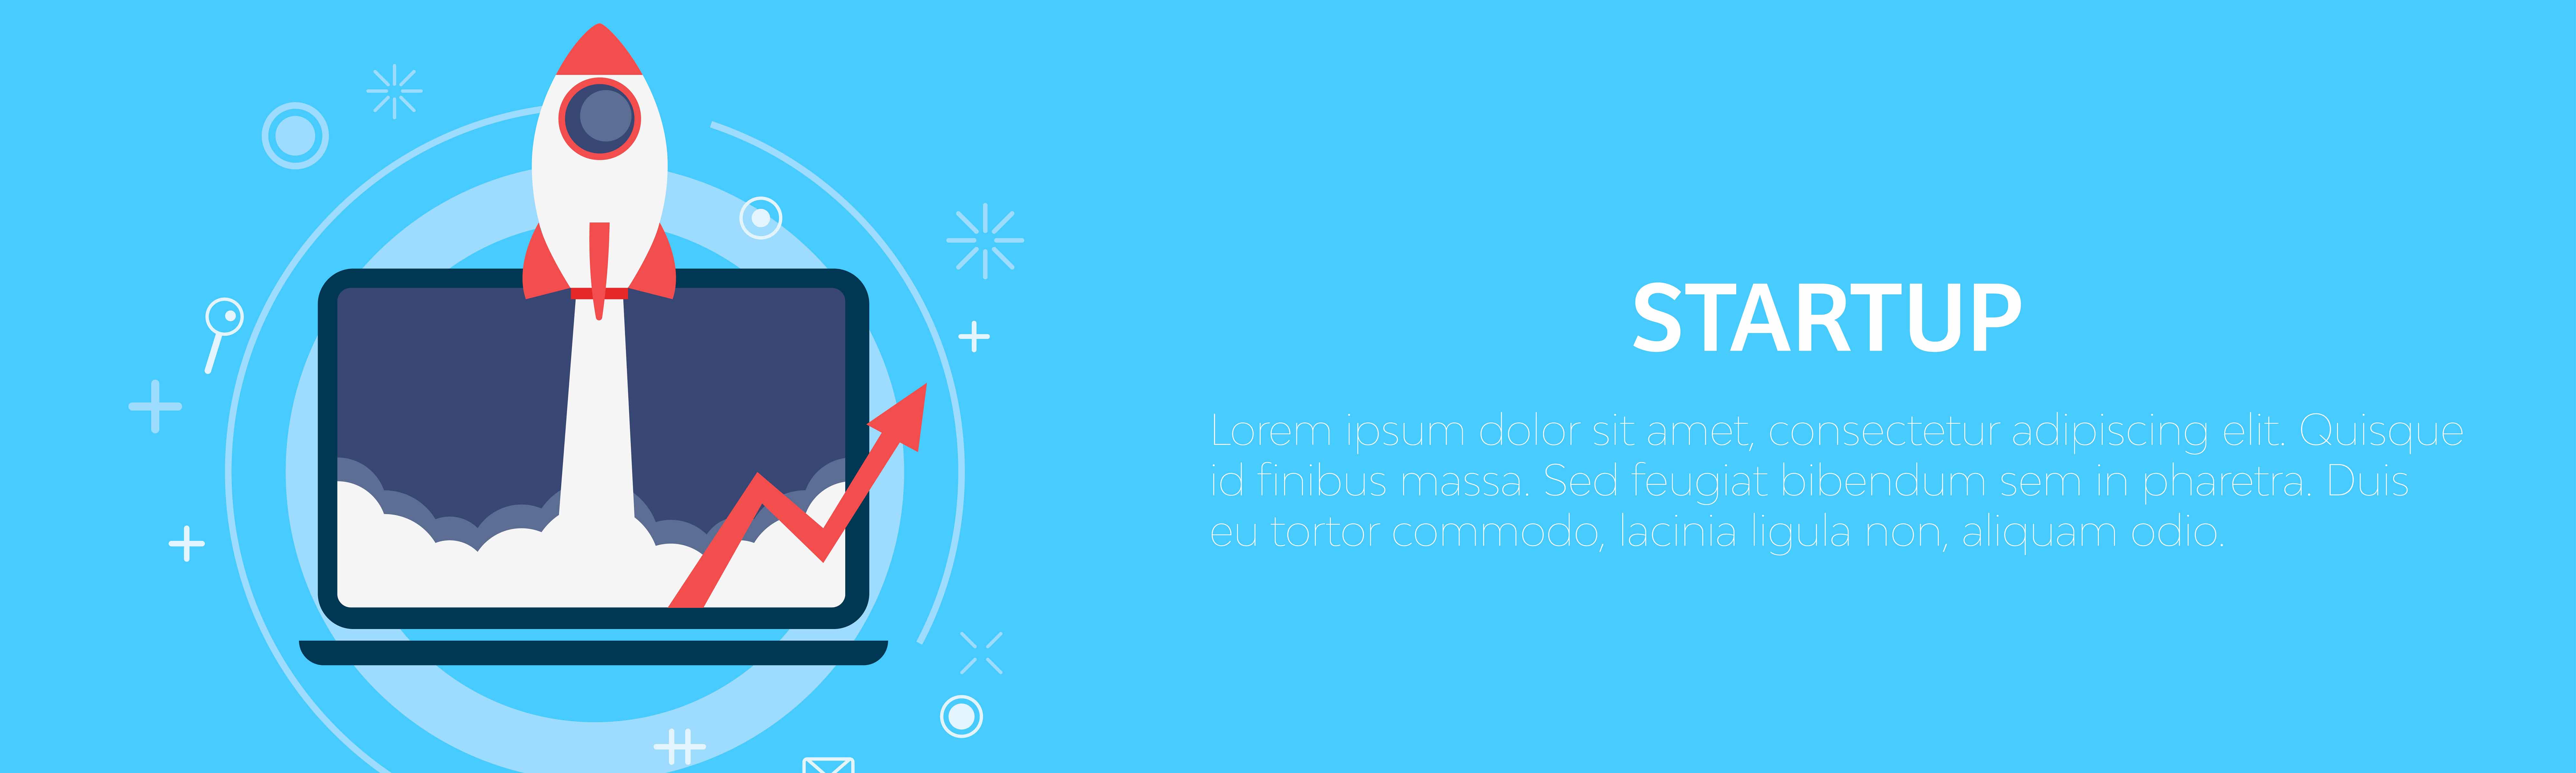 STARTUP
Lorem ipsum dolor sit amet, consectetur adipiscing elit. Quisque
id finibus massa. Sed feugiat bibendum sem in pharetra. Duis
eu tortor commodo, lacinia ligula non, aliquam odio.